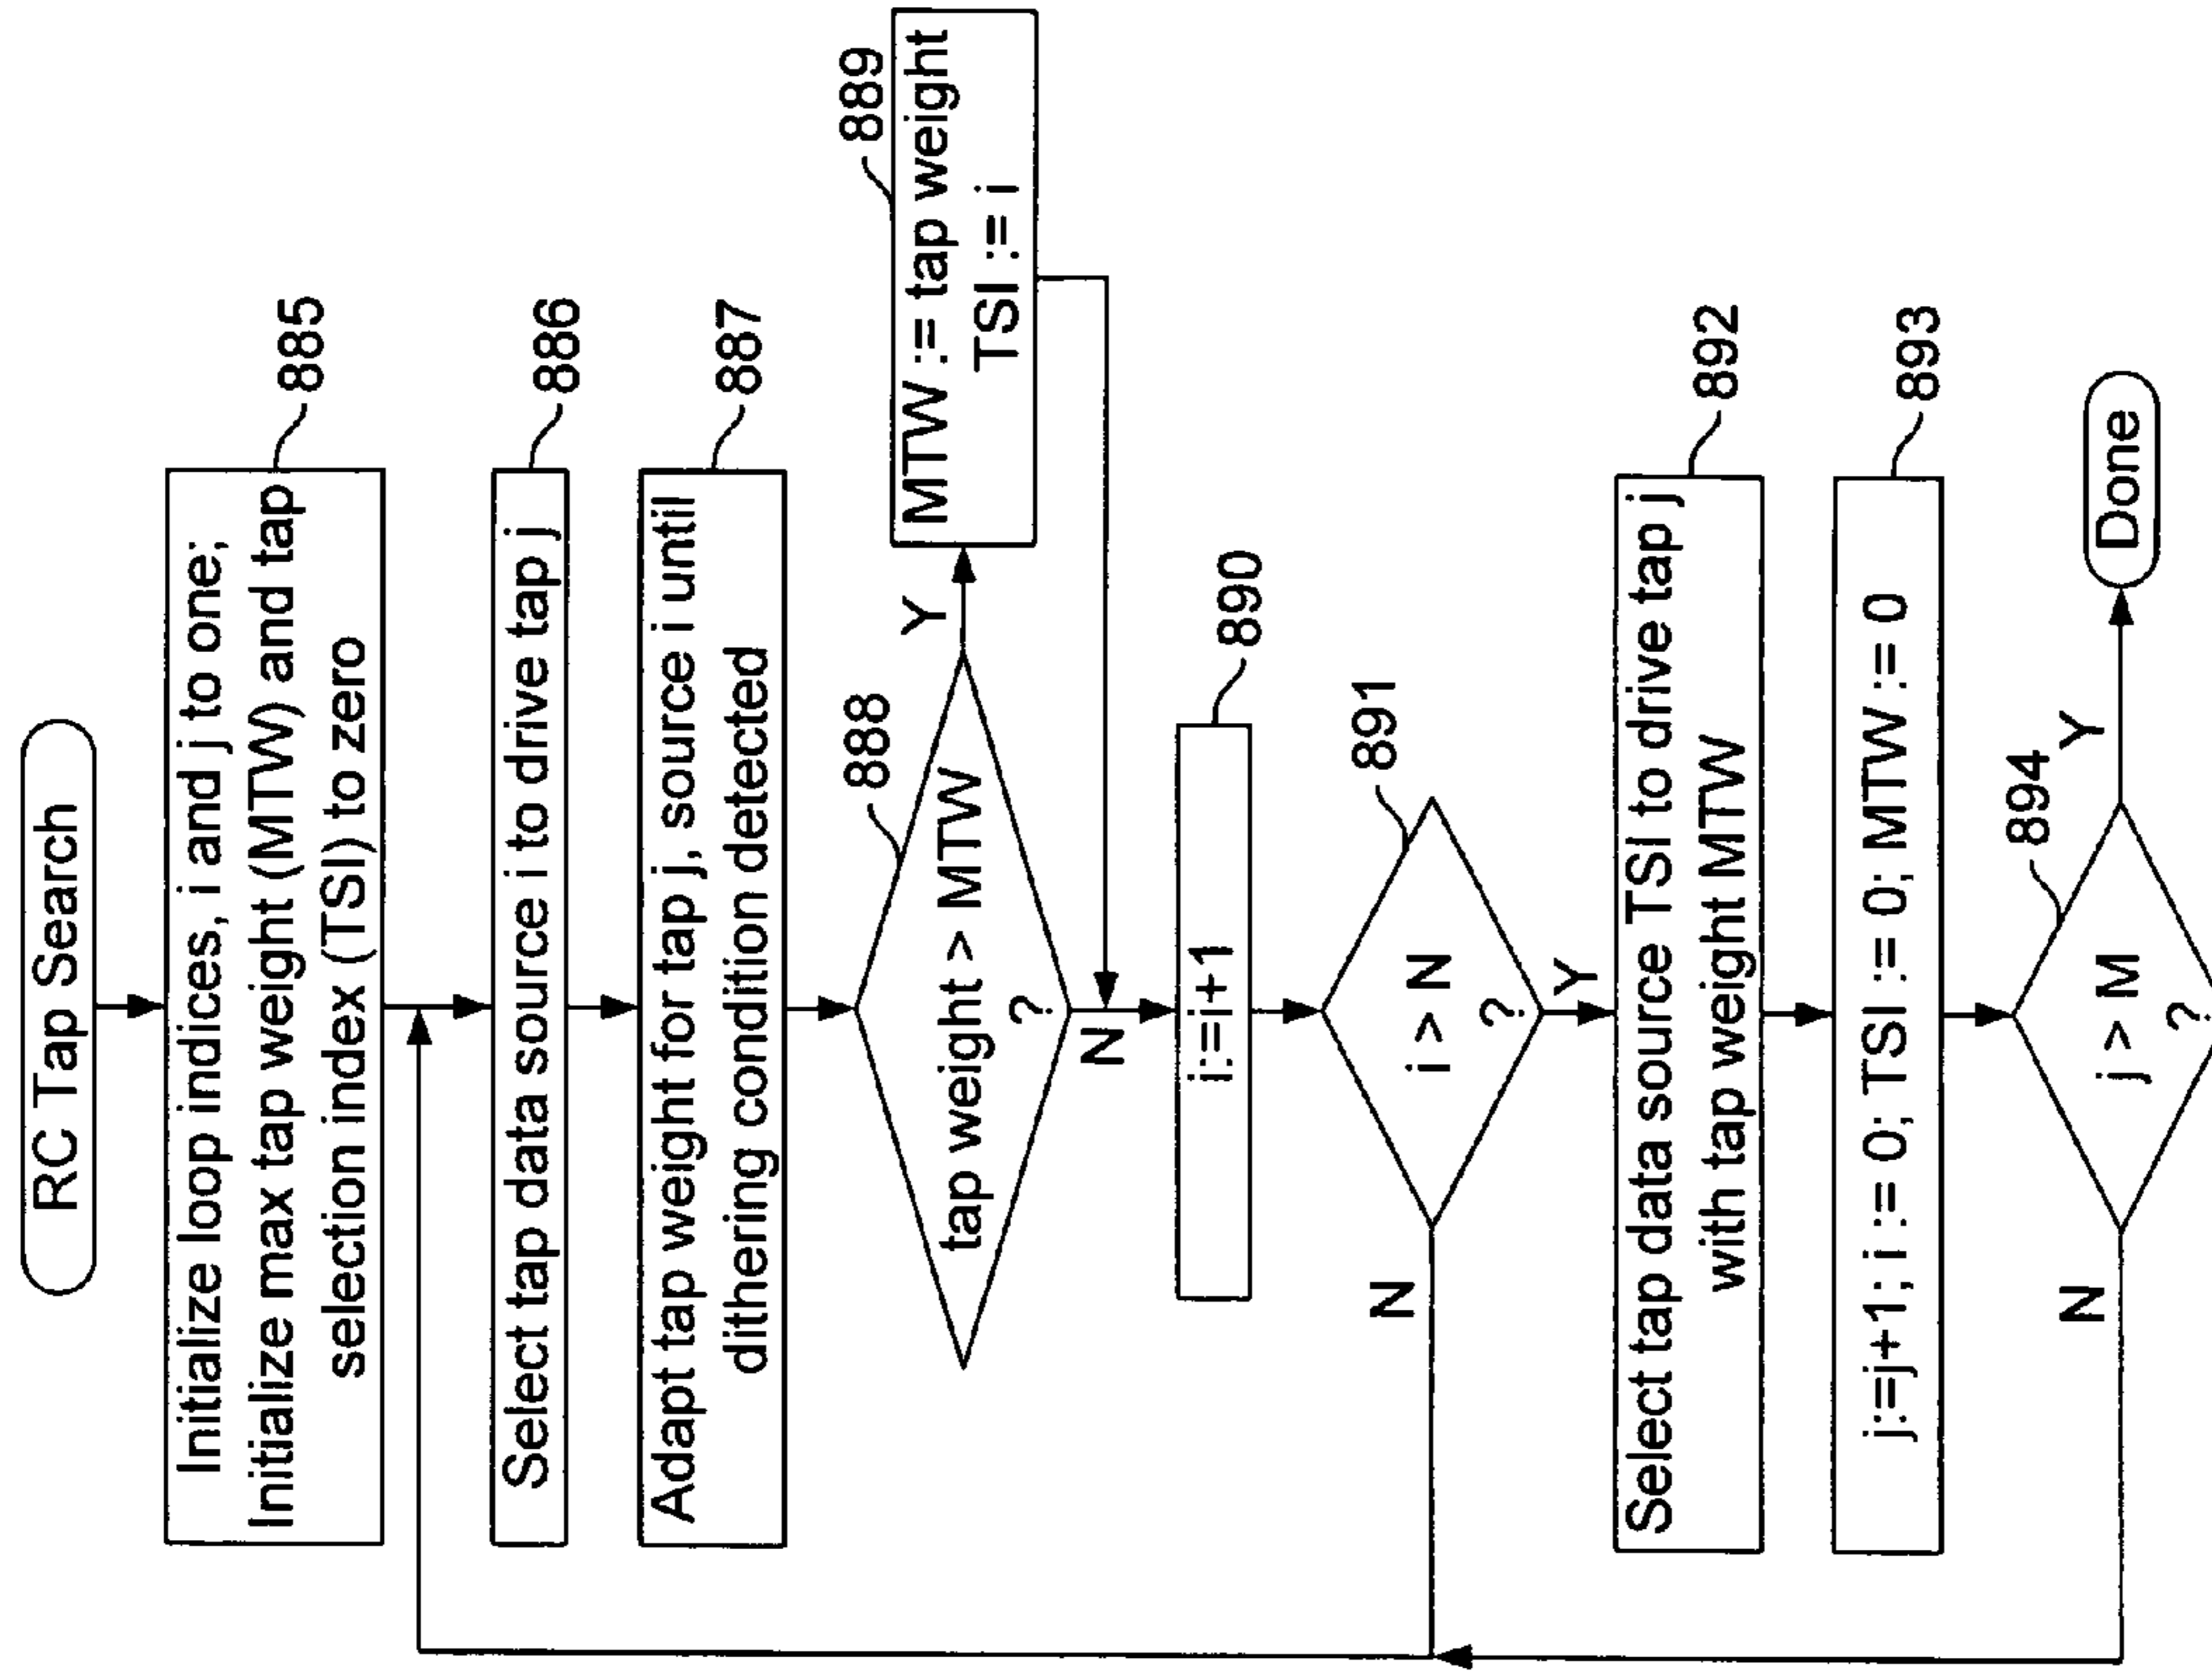 RC Tap Search
Initialize loop indices, i and j to one;
Initialize max tap weight (MTW) and tap
selection index (TSI) to zero
885
Select tap data source i to drive tap j
886
Adapt tap weight for tap j, source i until
dithering condition detected
887
tap weight > MTW
?
888
Y
N
MTW := tap weight
TSI := i
889
i:=i+1
890
i > N
?
891
N
Y
Select tap data source TSI to drive tap j
with tap weight MTW
892
j:=j+1; i := 0; TSI := 0; MTW := 0
893
j > M
?
894
N
Y
Done